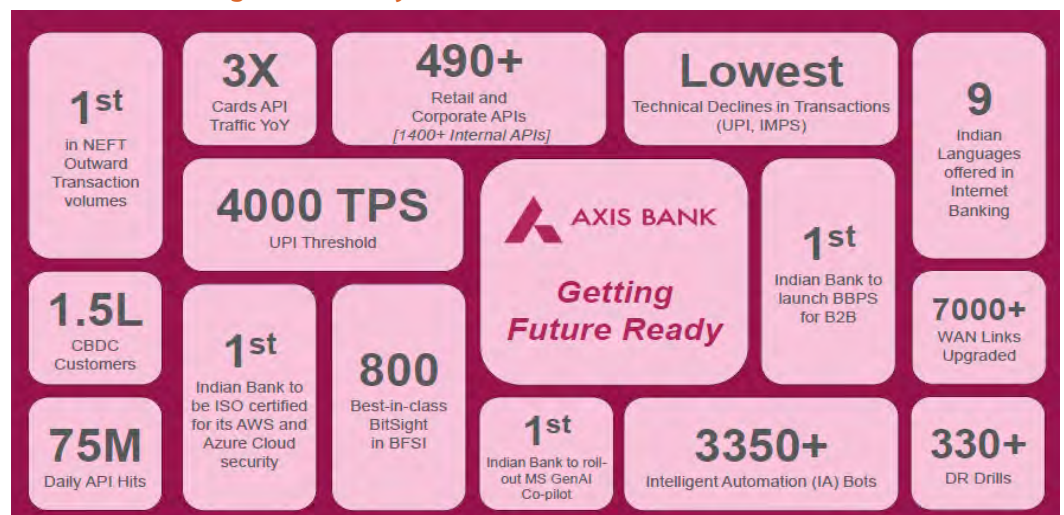 1st
in NEFT
Outward
Transaction
volumes
3X
Cards API
Traffic YoY
490+
Retail and
Corporate APIs
[1400+ Internal APIs]
Lowest
Technical Declines in Transactions
(UPI, IMPS)
9
Indian
Languages
offered in
Internet
Banking
4000 TPS
UPI Threshold
AXIS BANK
Getting
Future Ready
1st
Indian Bank to
launch BBPS
for B2B
1.5L
CBDC
Customers
1st
Indian Bank to
be ISO certified
for its AWS and
Azure Cloud
security
800
Best-in-class
BitSight
in BFSI
7000+
WAN Links
Upgraded
75M
Daily API Hits
1st
Indian Bank to roll-
out MS GenAI
Co-pilot
3350+
Intelligent Automation (IA) Bots
330+
DR Drills